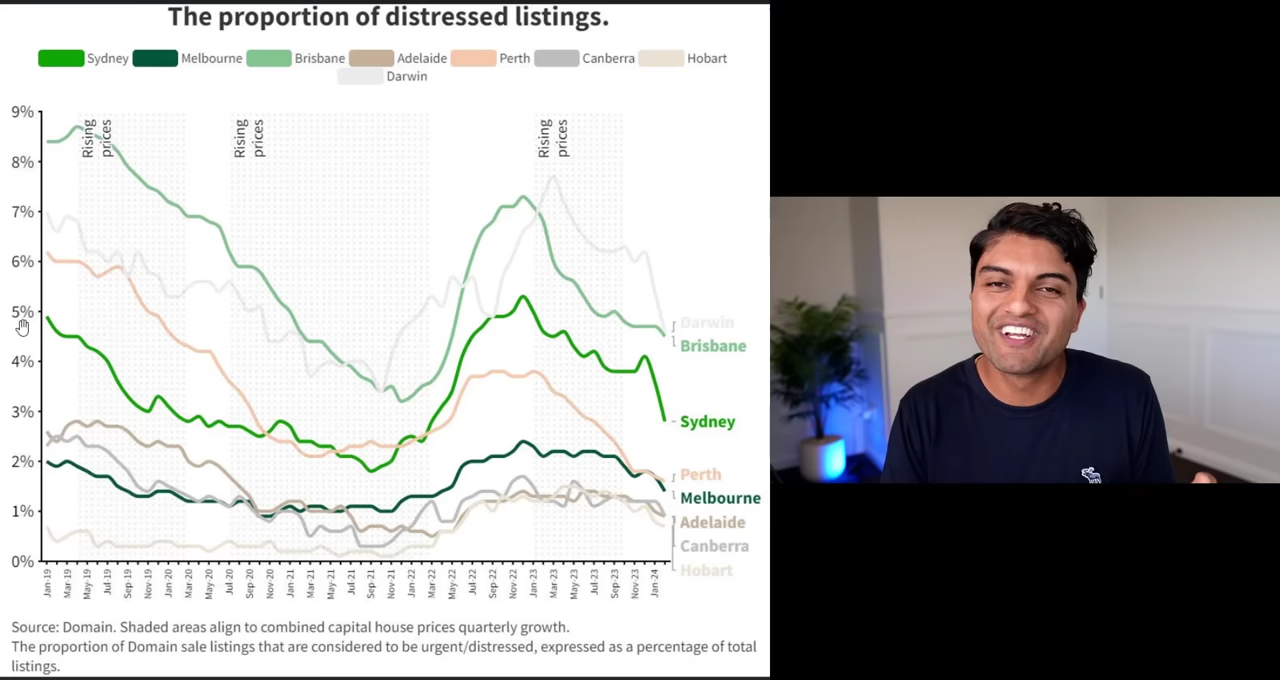 The proportion of distressed listings.
Sydney Melbourne Brisbane Adelaide Perth Canberra Hobart
Darwin
9%
8%
7%
6%
5%
4%
3%
2%
1%
0%
Rising
prices
Rising
prices
Rising
prices
Darwin
Brisbane
Sydney
Perth
Melbourne
Adelaide
Canberra
Hobart
Jan-19
Mar-19
May-19
Jul-19
Sep-19
Nov-19
Jan-20
Mar-20
May-20
Jul-20
Sep-20
Nov-20
Jan-21
Mar-21
May-21
Jul-21
Sep-21
Nov-21
Jan-22
Mar-22
May-22
Jul-22
Sep-22
Nov-22
Jan 23
Mar 23
May 23
Jul-23
Sep-23
Nov 23
Jan 24
Source: Domain. Shaded areas align to combined capital house prices quarterly growth.
The proportion of Domain sale listings that are considered to be urgent/distressed, expressed as a percentage of total
listings.